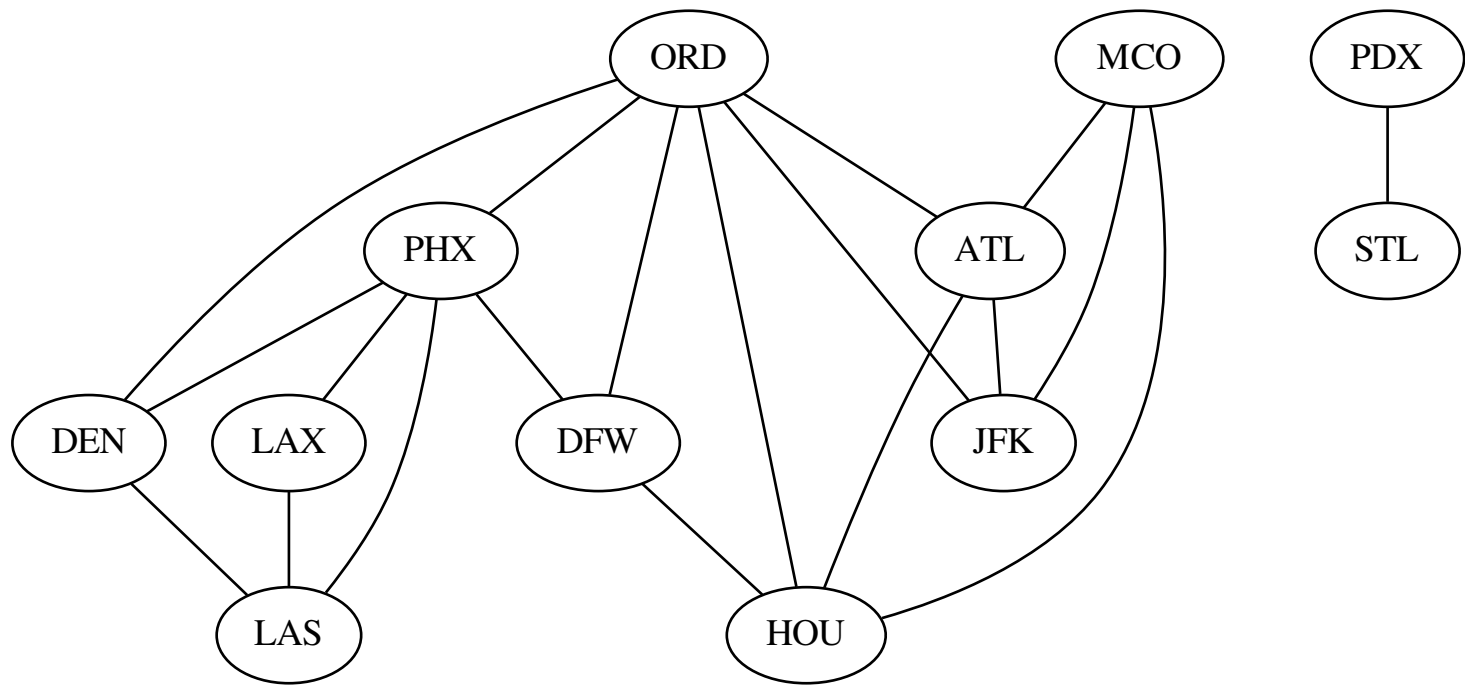 ORD
MCO
PDX
PHX
ATL
STL
DEN
LAX
DFW
JFK
LAS
HOU